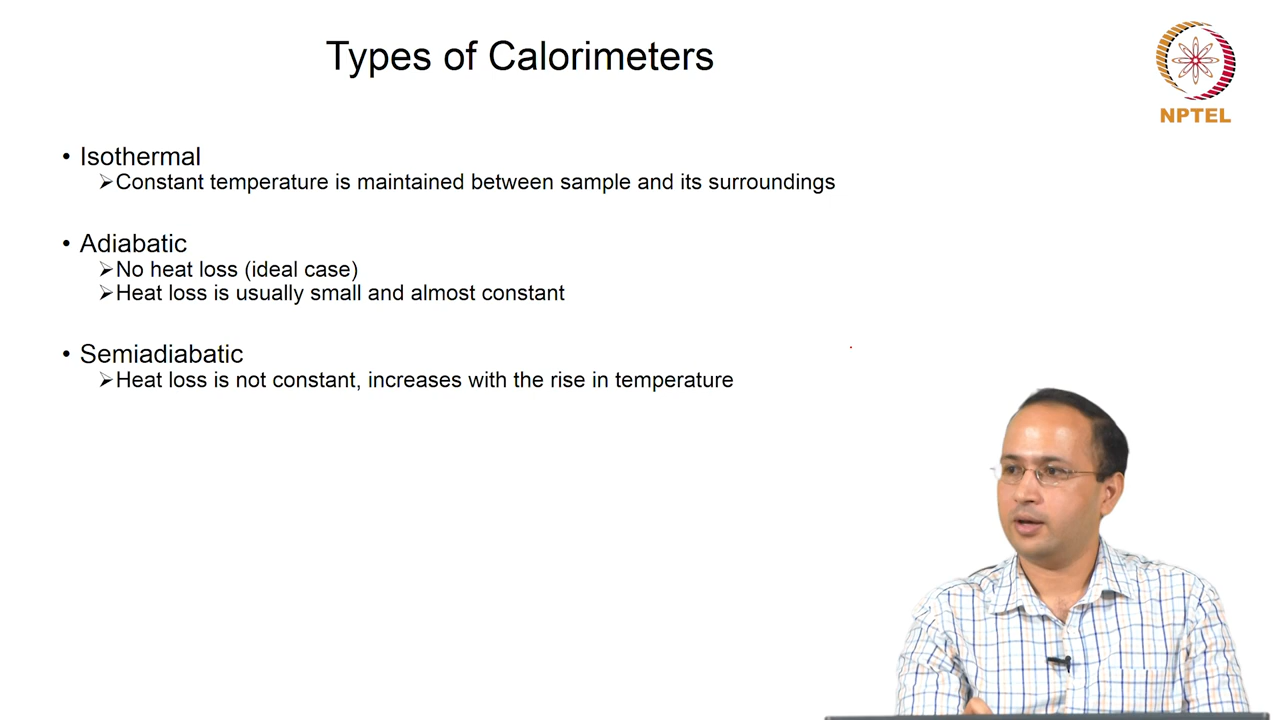 Types of Calorimeters
NPTEL
• Isothermal
➢Constant temperature is maintained between sample and its surroundings
• Adiabatic
➢No heat loss (ideal case)
➢Heat loss is usually small and almost constant
• Semiadiabatic
➢Heat loss is not constant, increases with the rise in temperature